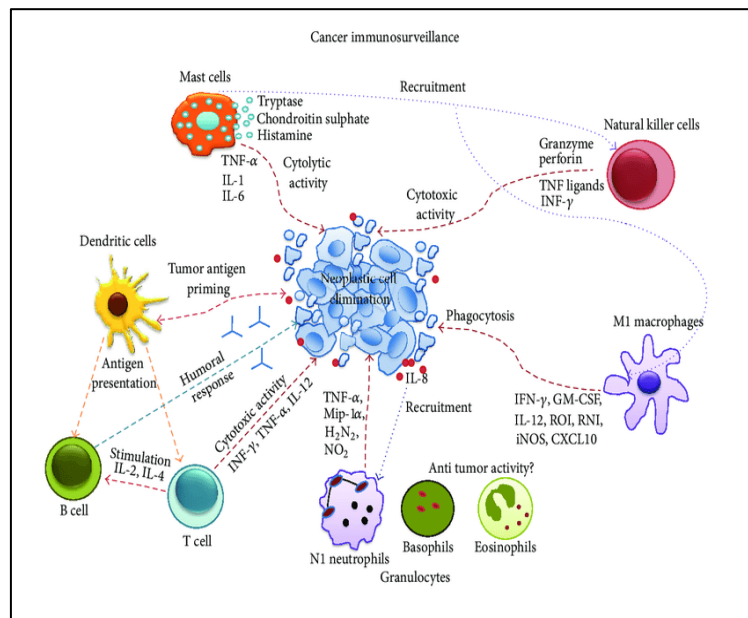 Cancer immunosurveillance
Mast cells
Recruitment
Tryptase
Chondroitin sulphate
Histamine
Natural killer cells
TNF-α
IL-1
IL-6
Cytolytic
activity
Granzyme
perforin
TNF ligands
INF-γ
Cytotoxic
activity
Dendritic cells
Tumor antigen
priming
Neoplastic cell
elimination
Phagocytosis
M1 macrophages
Antigen
presentation
Humoral
response
Cytotoxic activity
INF-γ, TNF-α, IL-12
IL-8
TNF-α,
Mip-1α,
H2N2,
NO2
Recruitment
IFN-γ, GM-CSF,
IL-12, ROI, RNI,
iNOS, CXCL10
Stimulation
IL-2, IL-4
B cell
T cell
Anti tumor activity?
N1 neutrophils
Basophils
Eosinophils
Granulocytes